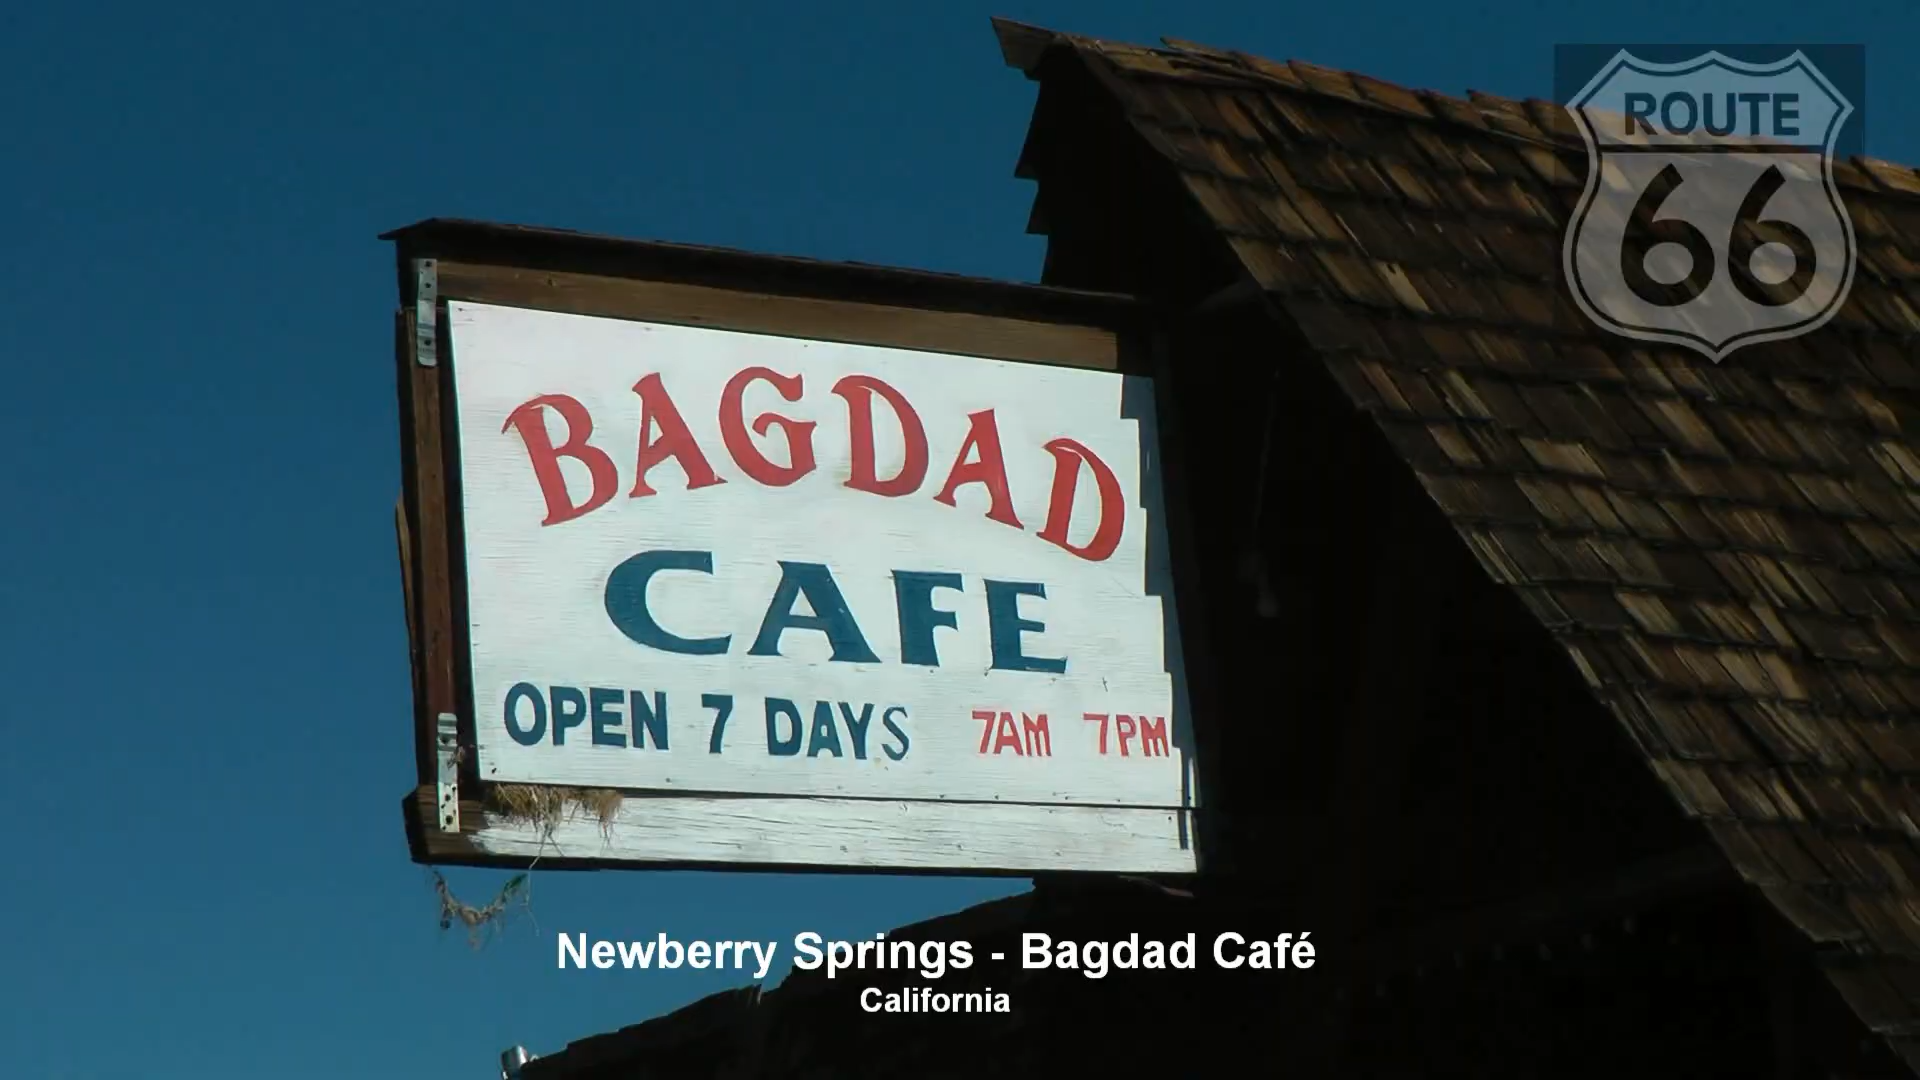 ROUTE
66
BAGDAD
CAFE
OPEN 7 DAYS 7AM 7PM
Newberry Springs - Bagdad Café
California